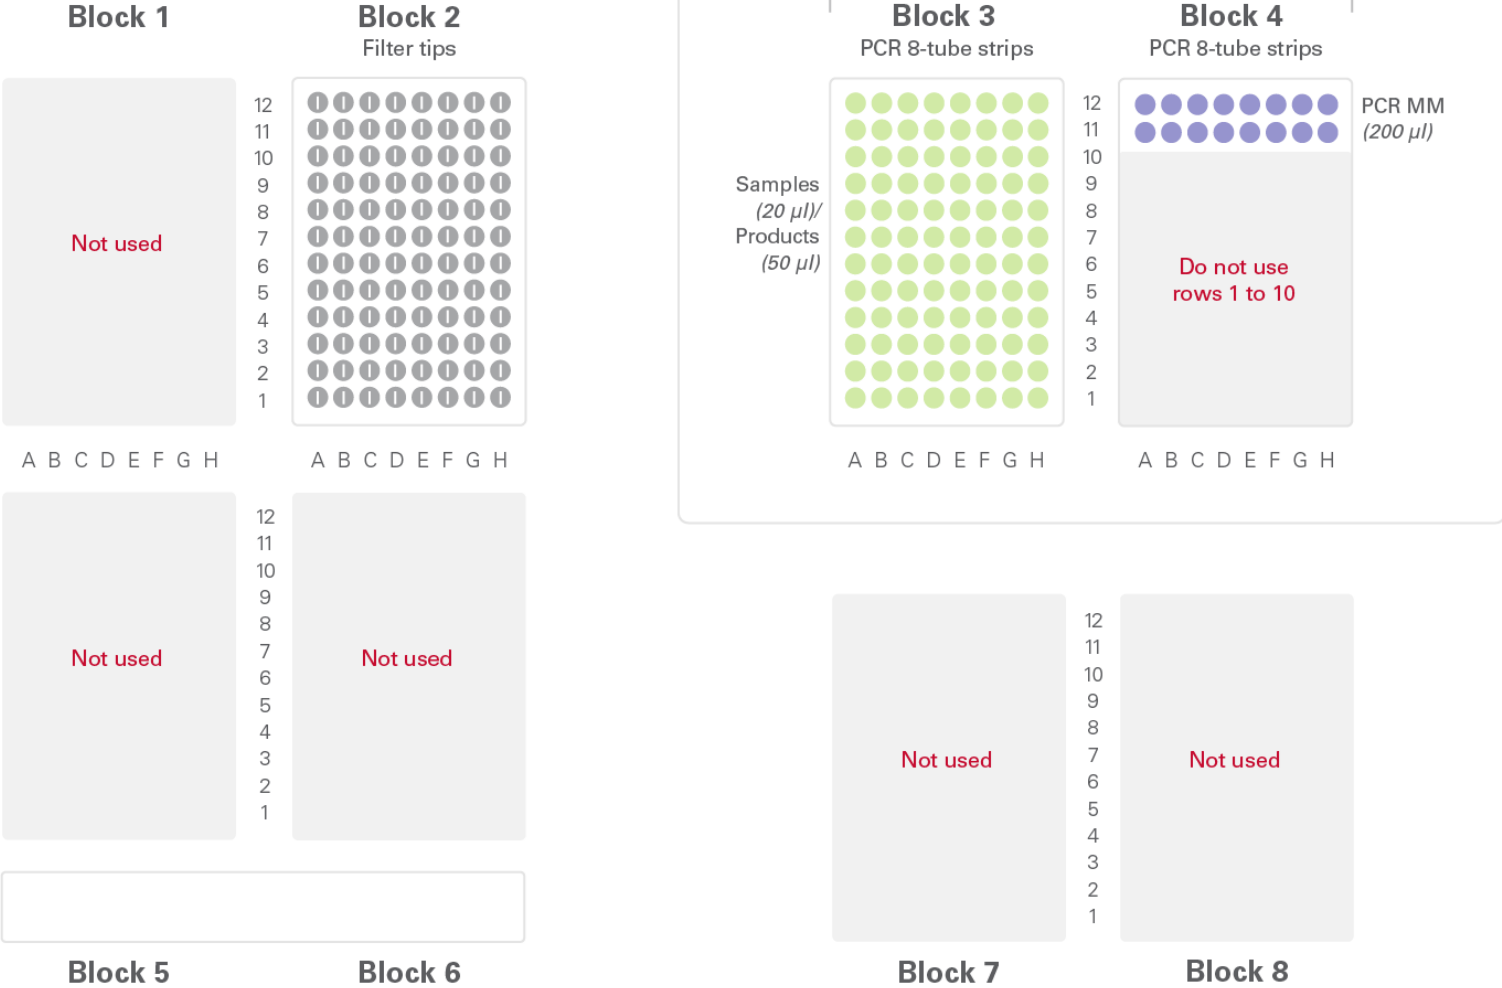 Block 1
Block 2
Filter tips
Block 3
PCR 8-tube strips
Block 4
PCR 8-tube strips
Not used
12
11
10
9
8
7
6
5
4
3
2
1
A B C D E F G H
A B C D E F G H
Samples
(20 µl)/
Products
(50 µl)
12
11
10
9
8
7
6
5
4
3
2
1
PCR MM
(200 µl)
Do not use
rows 1 to 10
A B C D E F G H
A B C D E F G H
Not used
12
11
10
9
8
7
6
5
4
3
2
1
Not used
Not used
12
11
10
9
8
7
6
5
4
3
2
1
Not used
Block 5
Block 6
Block 7
Block 8